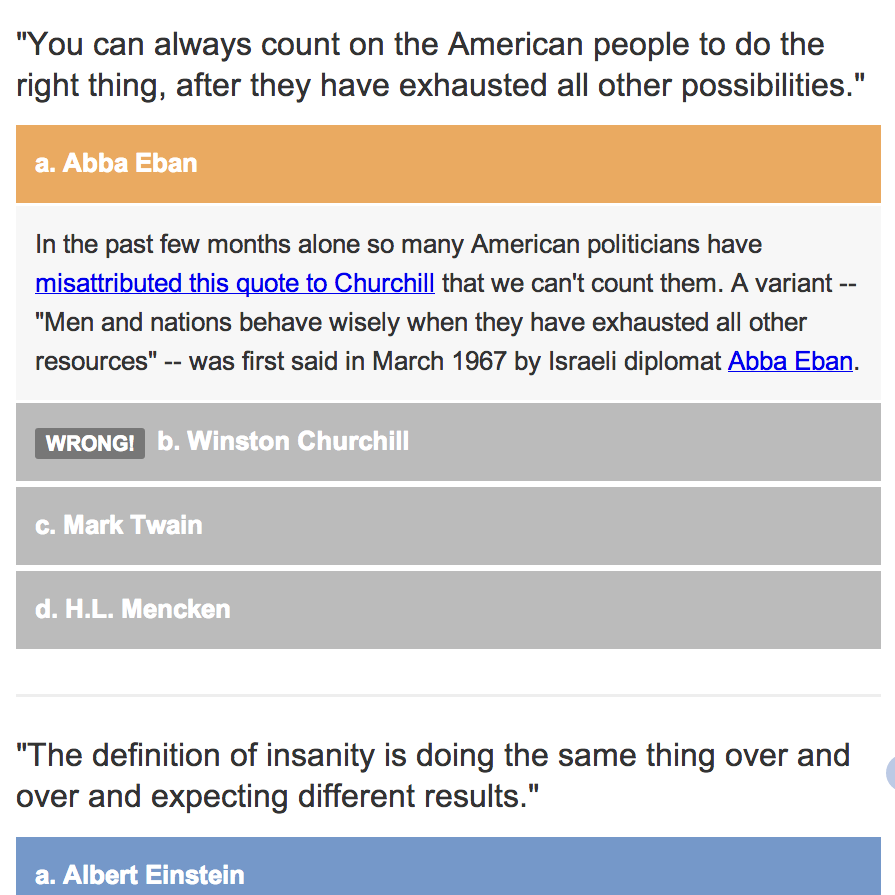 "You can always count on the American people to do the
right thing, after they have exhausted all other possibilities."
a. Abba Eban
In the past few months alone so many American politicians have
misattributed this quote to Churchill that we can't count them. A variant --
"Men and nations behave wisely when they have exhausted all other
resources" -- was first said in March 1967 by Israeli diplomat Abba Eban.
WRONG! b. Winston Churchill
c. Mark Twain
d. H.L. Mencken
"The definition of insanity is doing the same thing over and
over and expecting different results."
a. Albert Einstein